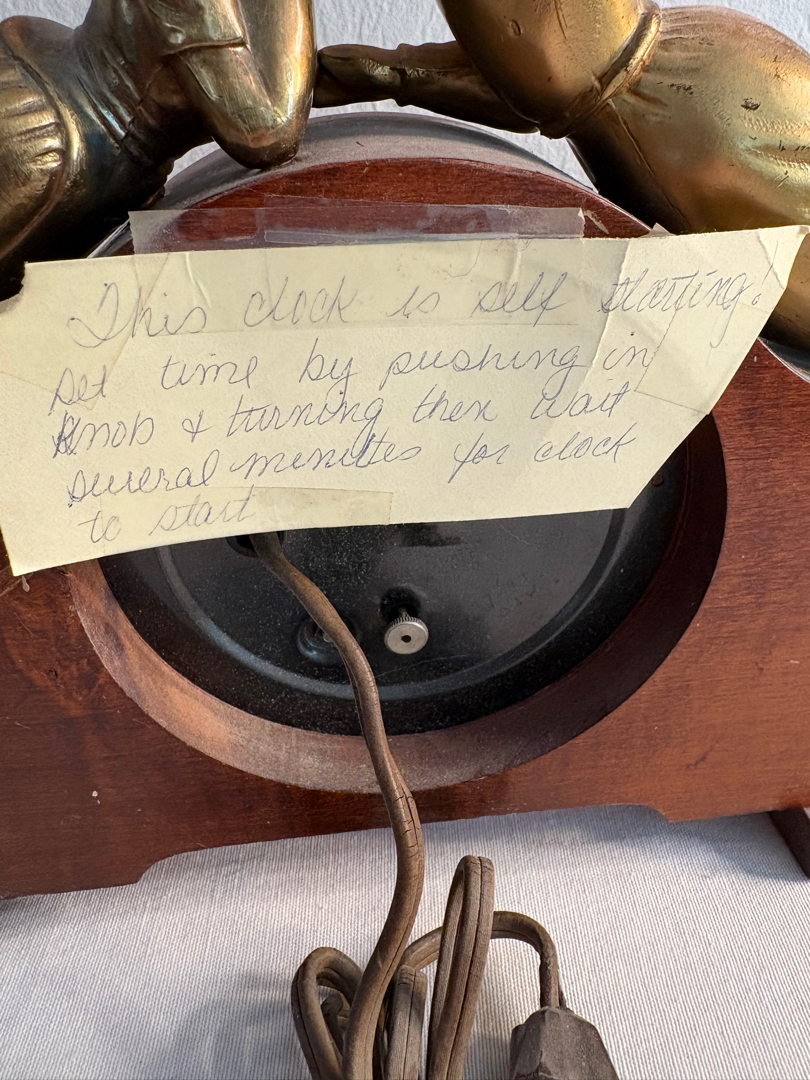 This clock is self starting!
Set time by pushing in
Knob & turning then wait
several minuttes for clock
to start